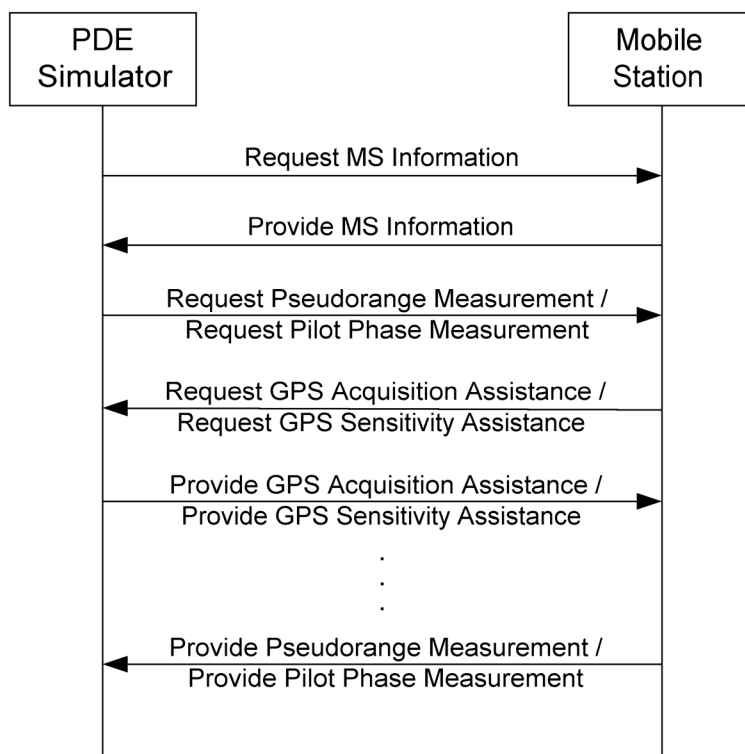 PDE
Simulator
Mobile
Station
Request MS Information
Provide MS Information
Request Pseudorange Measurement /
Request Pilot Phase Measurement
Request GPS Acquisition Assistance /
Request GPS Sensitivity Assistance
Provide GPS Acquisition Assistance /
Provide GPS Sensitivity Assistance
.
.
.
Provide Pseudorange Measurement /
Provide Pilot Phase Measurement